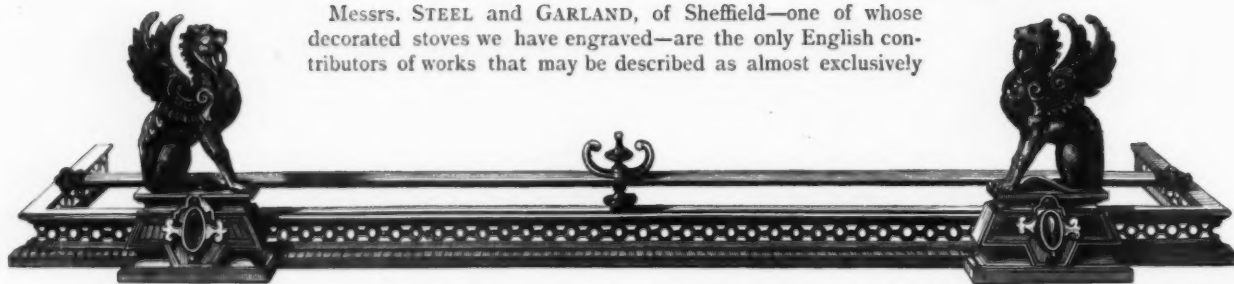 Messrs. STEEL and GARLAND, of Sheffield—one of whose
decorated stoves we have engraved—are the only English con-
tributors of works that may be described as almost exclusively